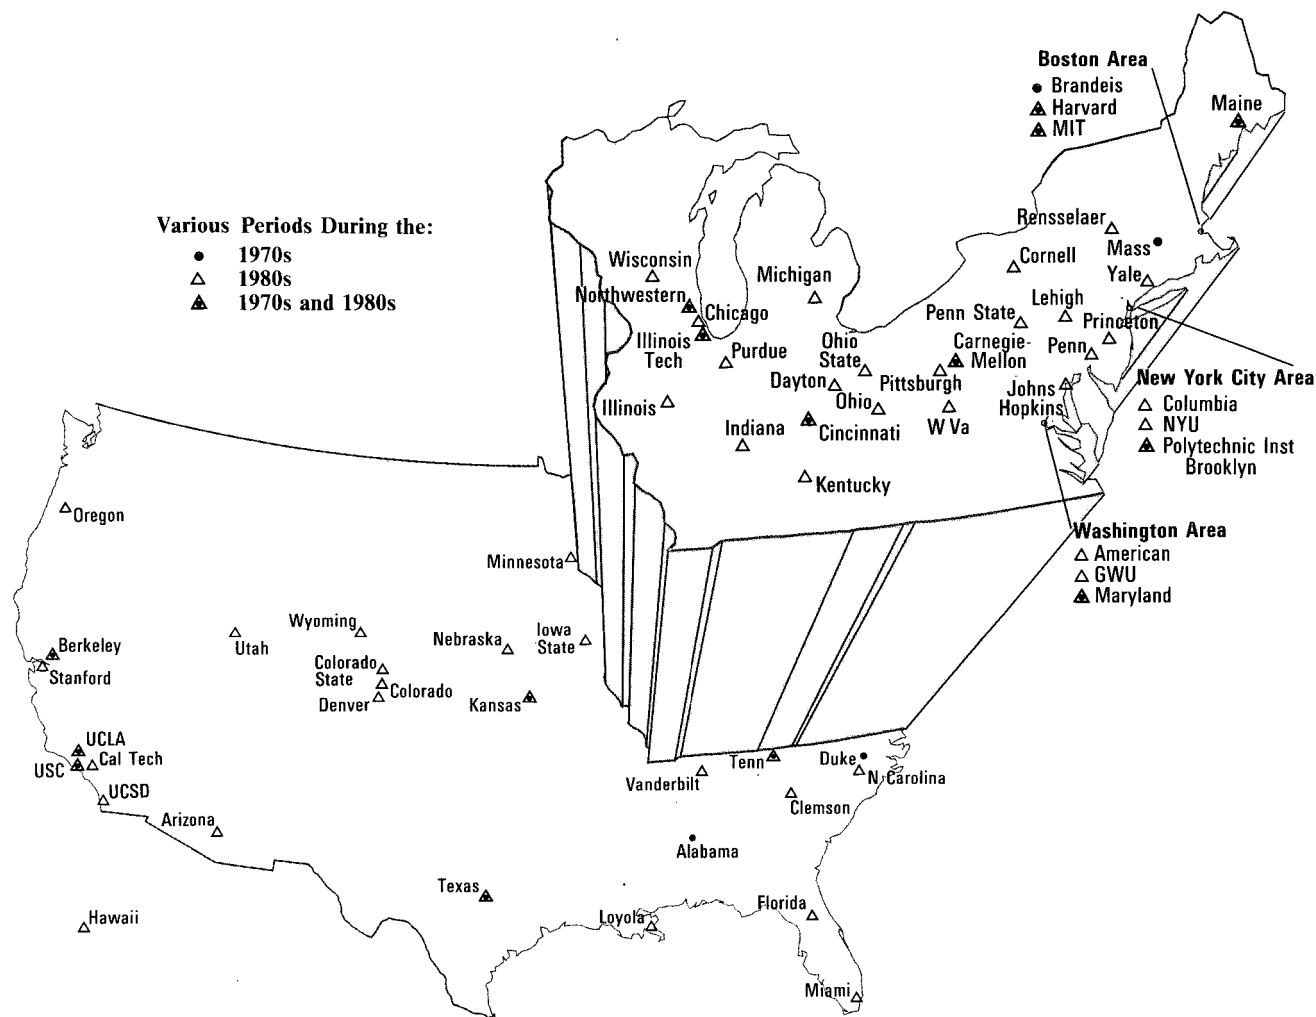 Boston Area
Brandeis
Harvard
MIT
Maine
Various Periods During the:
1970s
1980s
1970s and 1980s
Rensselaer
Mass
Cornell
Yale
Wisconsin
Michigan
Northwestern
Chicago
Lehigh
Penn State
Princeton
Illinois
Tech
Purdue
Ohio
State
Carnegie-
Mellon
Penn
Dayton
Pittsburgh
Johns
Hopkins
New York City Area
Columbia
NYU
Polytechnic Inst
Brooklyn
Illinois
Ohio
W Va
Indiana
Cincinnati
Kentucky
Washington Area
American
GWU
Maryland
Oregon
Minnesota
Wyoming
Utah
Nebraska
Iowa
State
Berkeley
Stanford
Colorado
State
Colorado
Denver
Kansas
UCLA
USC
Cal Tech
UCSD
Arizona
Vanderbilt
Tenn
Duke
N Carolina
Clemson
Alabama
Texas
Hawaii
Loyola
Florida
Miami